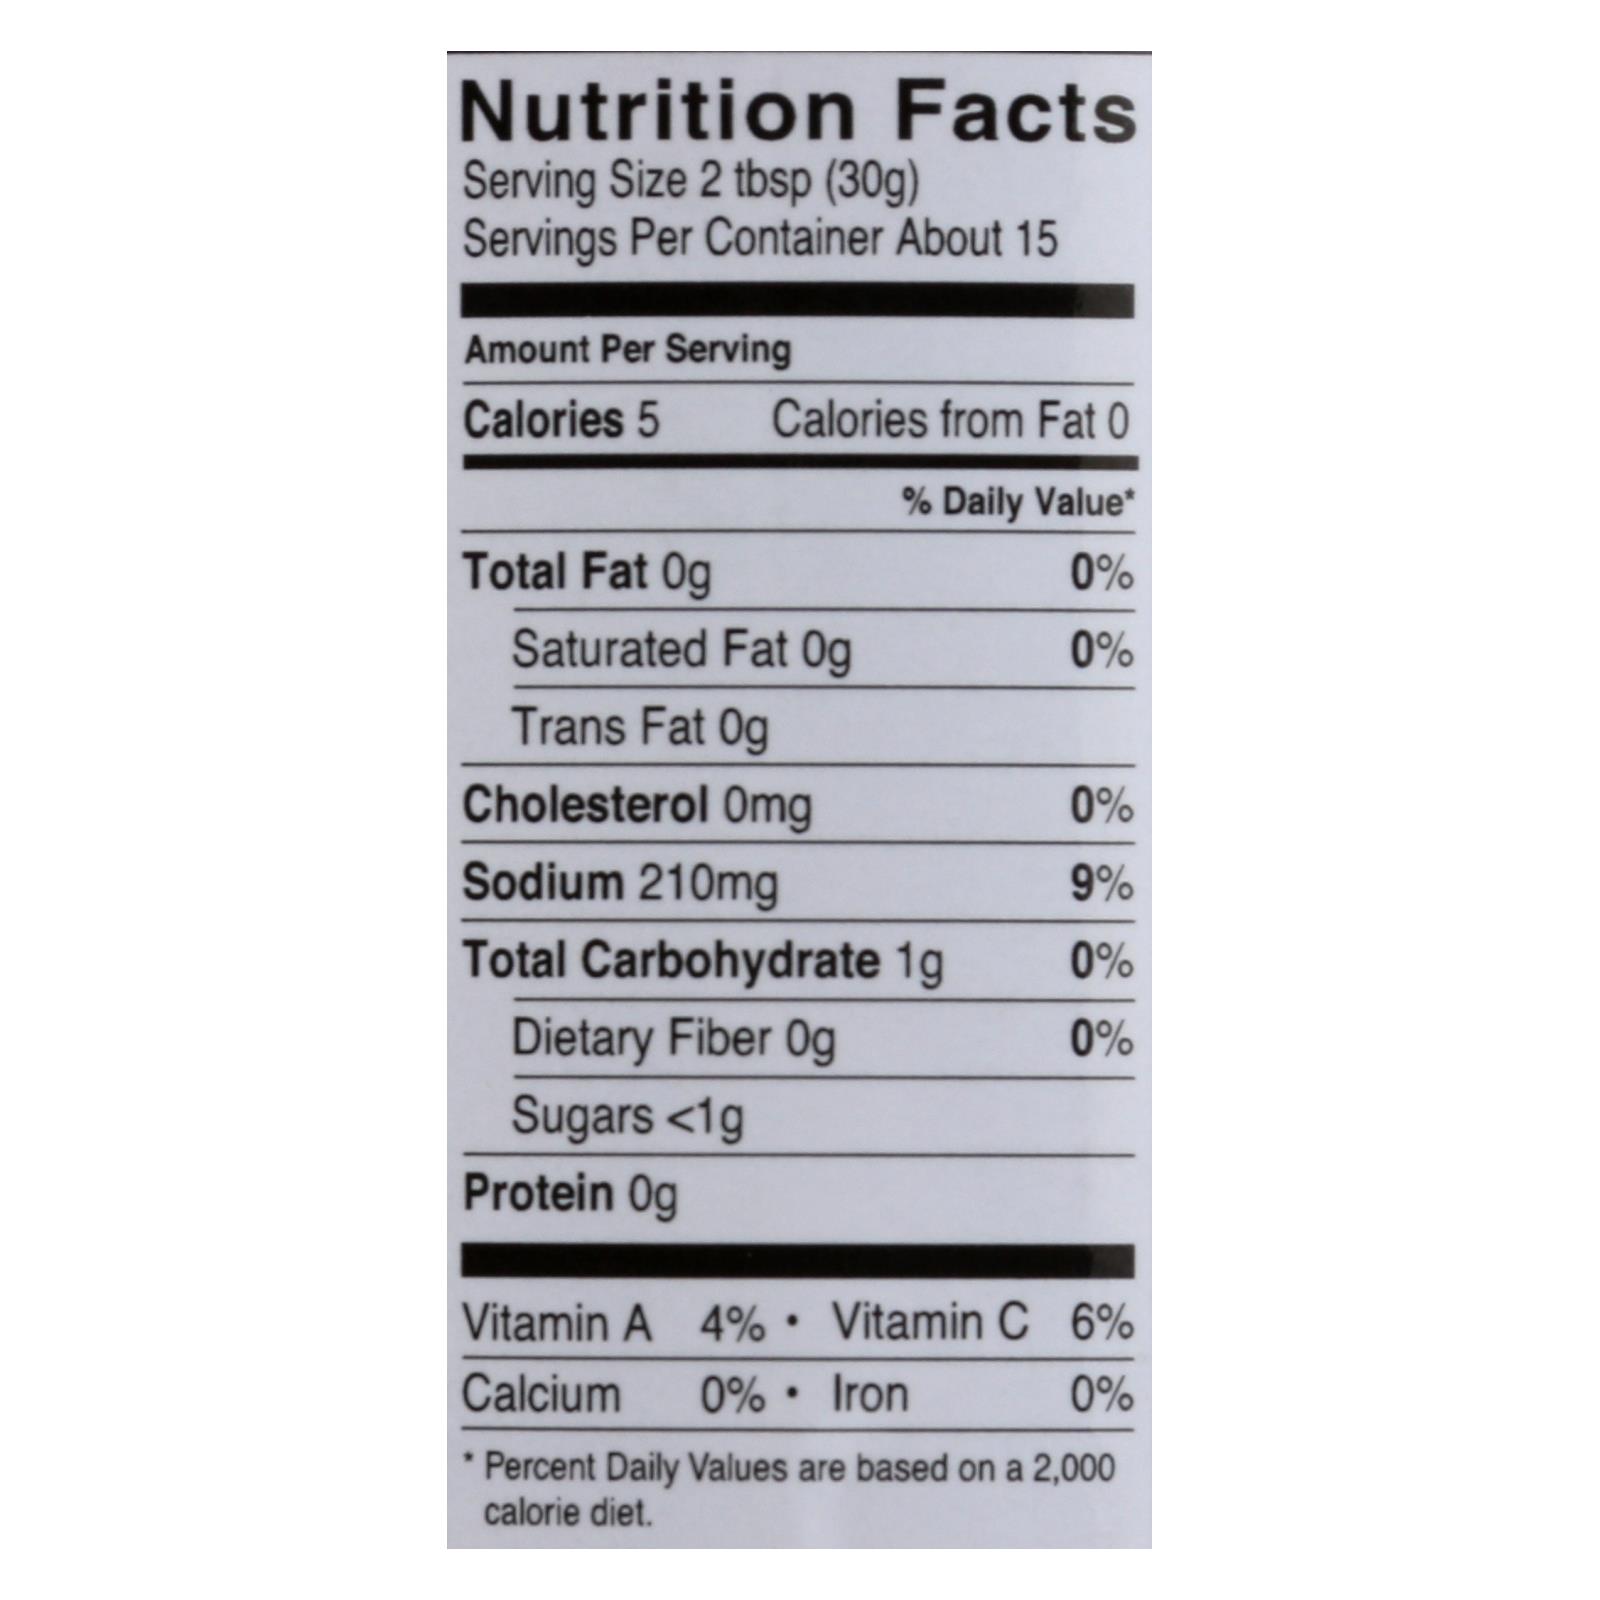 Nutrition Facts
Serving Size 2 tbsp (30g)
Servings Per Container About 15
Amount Per Serving
Calories 5 Calories from Fat 0
% Daily Value*
Total Fat 0g 0%
Saturated Fat 0g 0%
Trans Fat 0g
Cholesterol 0mg 0%
Sodium 210mg 9%
Total Carbohydrate 1g 0%
Dietary Fiber 0g 0%
Sugars <1g
Protein 0g
Vitamin A 4% • Vitamin C 6%
Calcium 0% • Iron 0%
* Percent Daily Values are based on a 2,000
calorie diet.